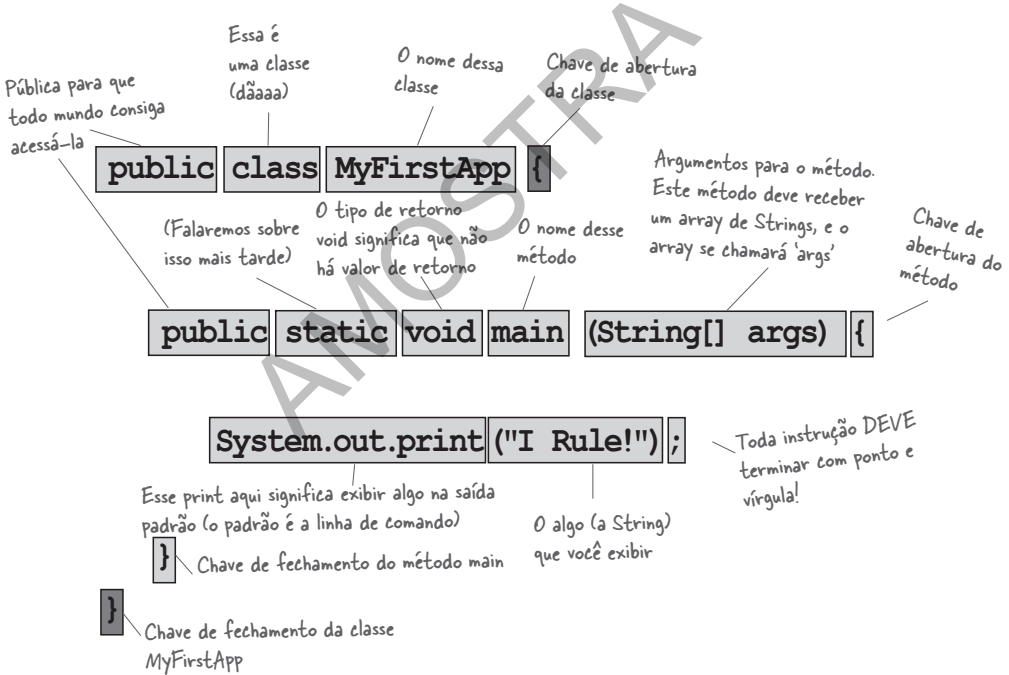 Pública para que
todo mundo consiga
acessá-la
Essa é
uma classe
(dãaaa)
O nome dessa
classe
Chave de abertura
da classe
public class MyFirstApp {
(Falaremos sobre
isso mais tarde)
O tipo de retorno
void significa que não
há valor de retorno
O nome desse
método
Argumentos para o método.
Este método deve receber
um array de Strings, e o
array se chamará 'args'
Chave de
abertura do
método
public static void main (String[] args) {
System.out.print("I Rule!");
Toda instrução DEVE
terminar com ponto e
vírgula!
Esse print aqui significa exibir algo na saída
padrão (o padrão é a linha de comando)
O algo (a String)
que você exibir
}
Chave de fechamento do método main
}
Chave de fechamento da classe
MyFirstApp
AMOSTRA